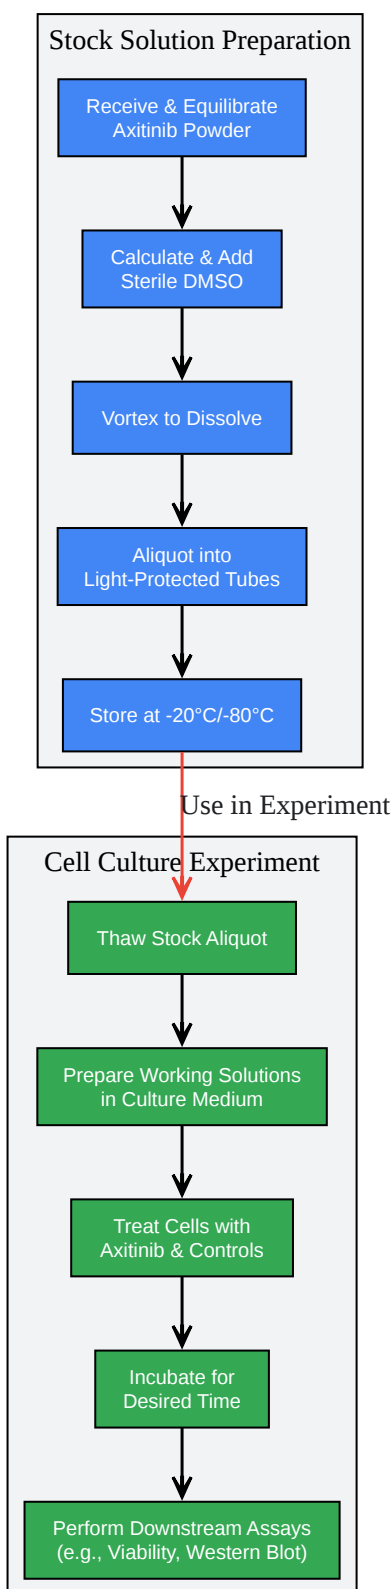 Stock Solution Preparation
Receive & Equilibrate
Axitinib Powder
Calculate & Add
Sterile DMSO
Vortex to Dissolve
Aliquot into
Light-Protected Tubes
Store at -20°C/-80°C
Use in Experiment
Cell Culture Experiment
Thaw Stock Aliquot
Prepare Working Solutions
in Culture Medium
Treat Cells with
Axitinib & Controls
Incubate for
Desired Time
Perform Downstream Assays
(e.g., Viability, Western Blot)